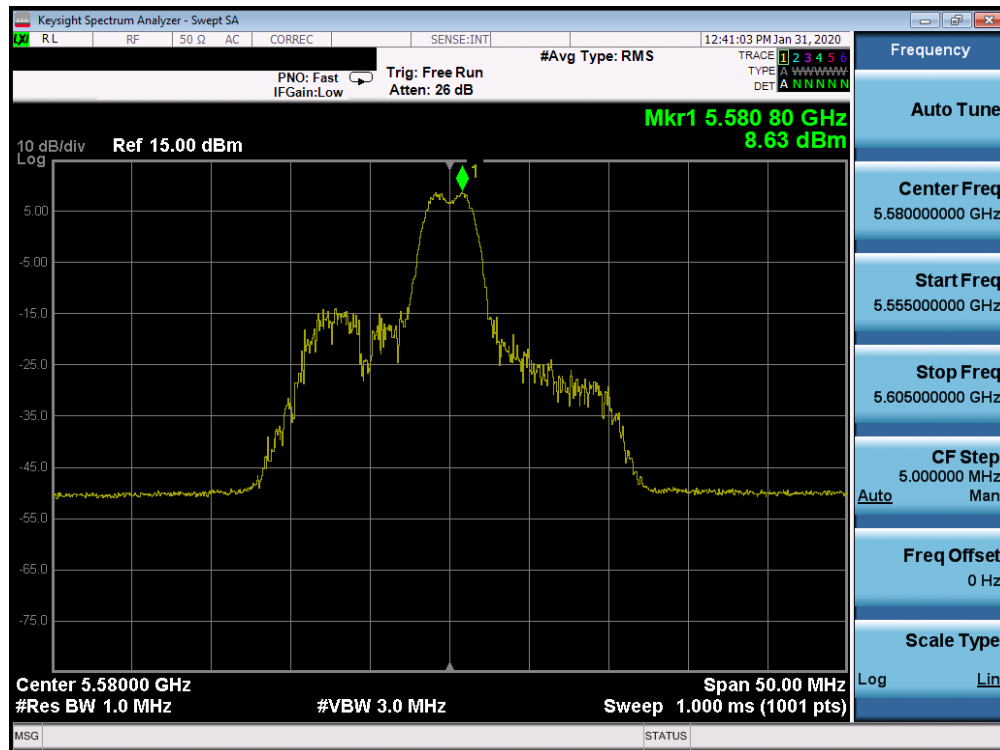 Keysight Spectrum Analyzer - Swept SA
LXI RL RF 50 Ω AC CORREC SENSE:INT 12:41:03 PM Jan 31, 2020
Frequency
#Avg Type: RMS
TRACE 1 2 3 4 5 6
PNO: Fast Trig: Free Run
TYPE A WWWWW
IFGain:Low Atten: 26 dB
DET A N N N N N
Auto Tune
Mkr1 5.580 80 GHz
8.63 dBm
10 dB/div Ref 15.00 dBm
Log
1
5.00
-5.00
-15.0
-25.0
-35.0
-45.0
-55.0
-65.0
-75.0
Center Freq
5.580000000 GHz
Start Freq
5.555000000 GHz
Stop Freq
5.605000000 GHz
CF Step
5.000000 MHz
Auto Man
Freq Offset
0 Hz
Scale Type
Log Lin
Center 5.58000 GHz Span 50.00 MHz
#Res BW 1.0 MHz #VBW 3.0 MHz Sweep 1.000 ms (1001 pts)
MSG STATUS